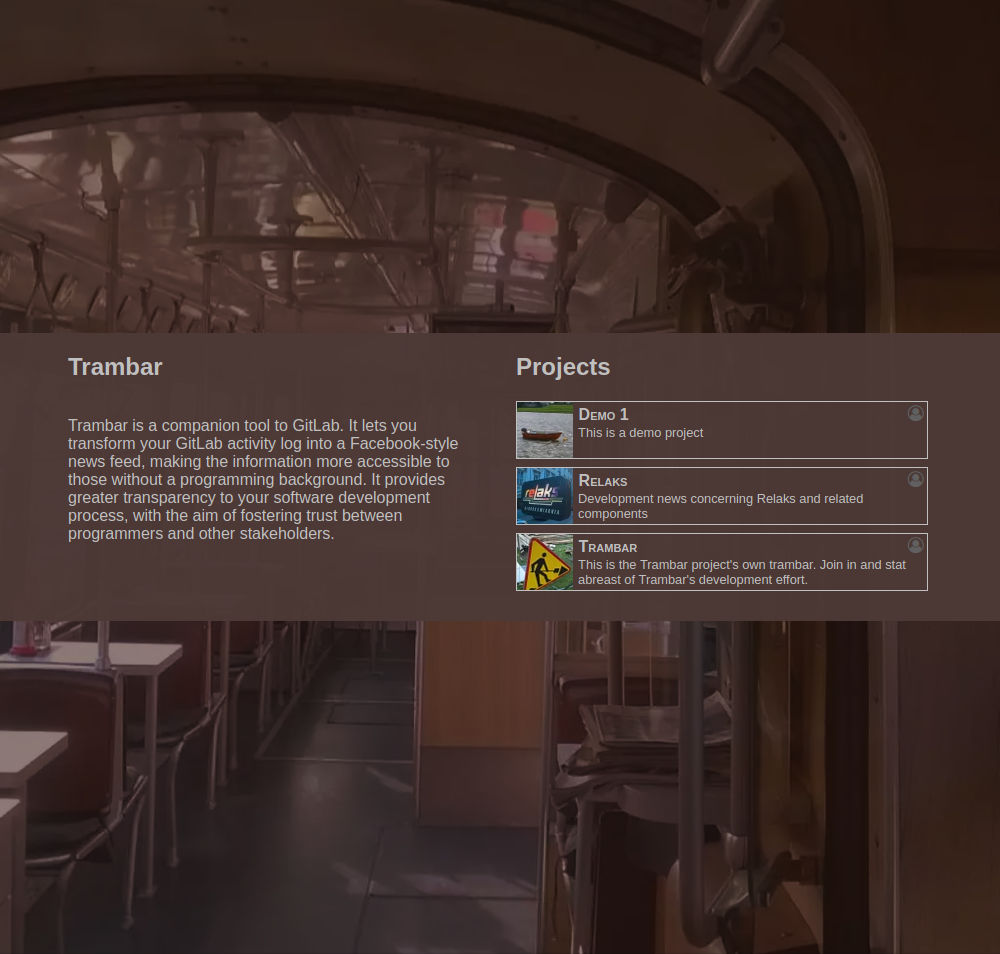 Trambar
Trambar is a companion tool to GitLab. It lets you
transform your GitLab activity log into a Facebook-style
news feed, making the information more accessible to
those without a programming background. It provides
greater transparency to your software development
process, with the aim of fostering trust between
programmers and other stakeholders.
Projects
Demo 1
This is a demo project
relaks
Relaks
Development news concerning Relaks and related
components
Trambar
This is the Trambar project's own trambar. Join in and stat
abreast of Trambar's development effort.